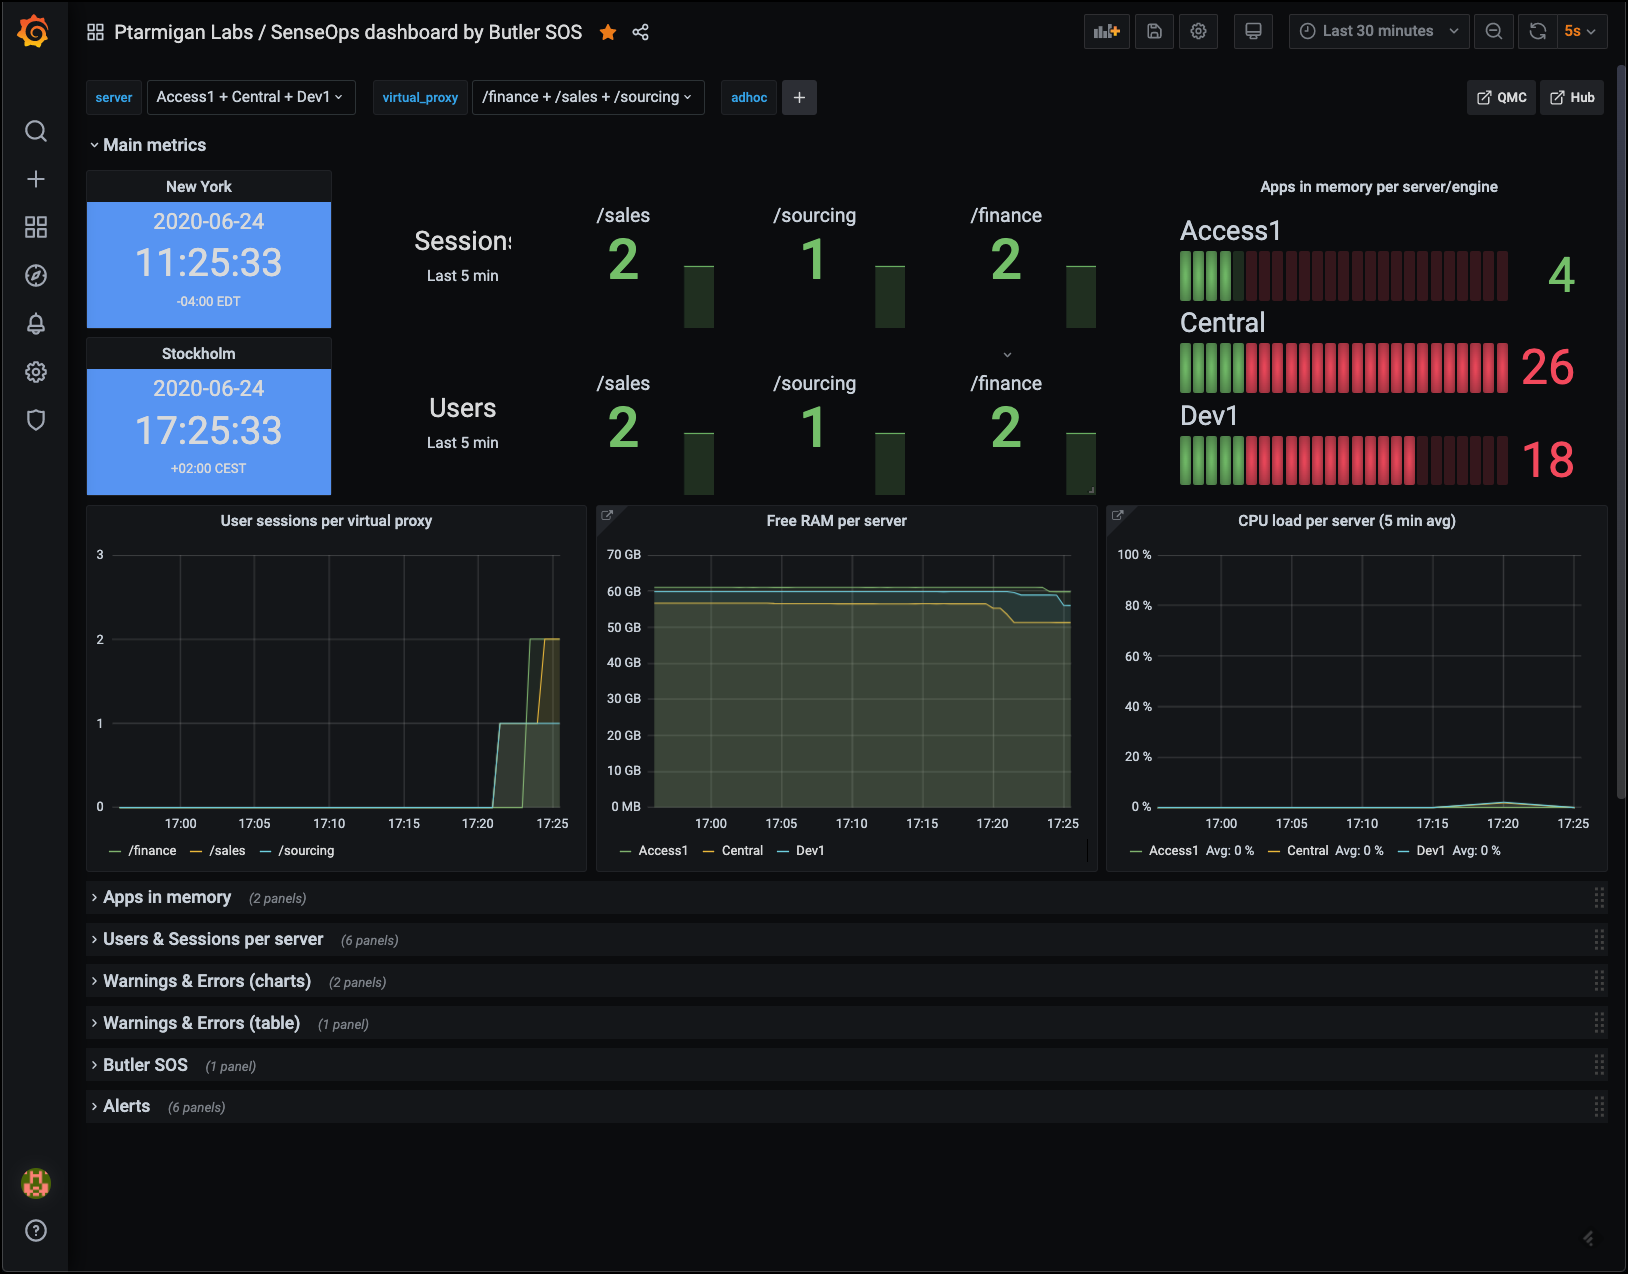 Ptarmigan Labs / SenseOps dashboard by Butler SOS
Last 30 minutes
5s
server
Access1 + Central + Dev1
virtual_proxy
/finance + /sales + /sourcing
adhoc
QMC
Hub
Main metrics
New York
2020-06-24
11:25:33
-04:00 EDT
Stockholm
2020-06-24
17:25:33
+02:00 CEST
Sessions
Last 5 min
/sales
2
/sourcing
1
/finance
2
Users
Last 5 min
/sales
2
/sourcing
1
/finance
2
Apps in memory per server/engine
Access1
4
Central
26
Dev1
18
User sessions per virtual proxy
3
2
1
0
17:00 17:05 17:10 17:15 17:20 17:25
/finance /sales /sourcing
Free RAM per server
70 GB
60 GB
50 GB
40 GB
30 GB
20 GB
10 GB
0 MB
17:00 17:05 17:10 17:15 17:20 17:25
Access1 Central Dev1
CPU load per server (5 min avg)
100 %
80 %
60 %
40 %
20 %
0 %
17:00 17:05 17:10 17:15 17:20 17:25
Access1 Avg: 0 % Central Avg: 0 % Dev1 Avg: 0 %
Apps in memory (2 panels)
Users & Sessions per server (6 panels)
Warnings & Errors (charts) (2 panels)
Warnings & Errors (table) (1 panel)
Butler SOS (1 panel)
Alerts (6 panels)